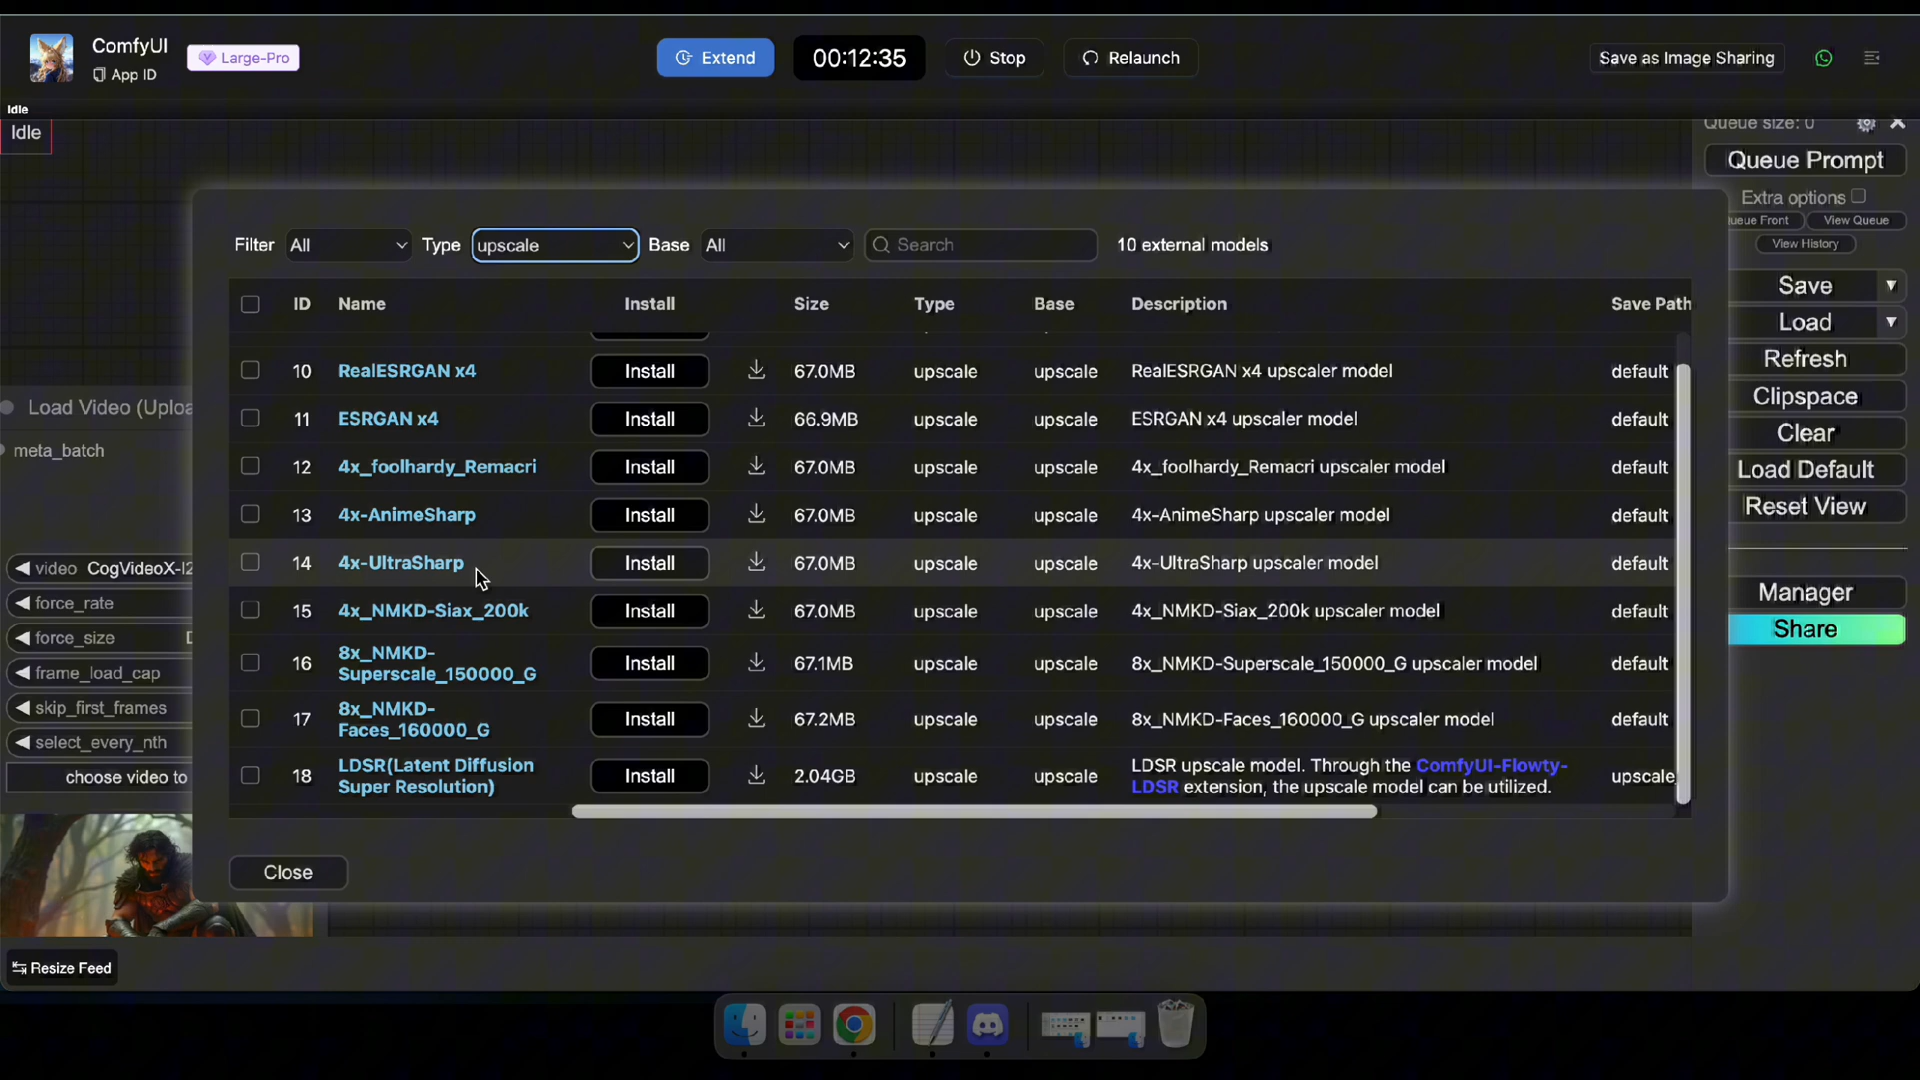 ComfyUI
App ID
Large-Pro
Extend
00:12:35
Stop
Relaunch
Save as Image Sharing
Idle
Idle
Queue size: 0
Queue Prompt
Extra options
ueue Front
View Queue
View History
Save
Load
Refresh
Clipspace
Clear
Load Default
Reset View
Manager
Share
Load Video (Uploa
meta_batch
video CogVideoX-I2
force_rate
force_size D
frame_load_cap
skip_first_frames
select_every_nth
choose video to
Resize Feed
Filter All Type upscale Base All Search 10 external models
ID Name Install Size Type Base Description Save Path
10 RealESRGAN x4 Install 67.0MB upscale upscale RealESRGAN x4 upscaler model default
11 ESRGAN x4 Install 66.9MB upscale upscale ESRGAN x4 upscaler model default
12 4x_foolhardy_Remacri Install 67.0MB upscale upscale 4x_foolhardy_Remacri upscaler model default
13 4x-AnimeSharp Install 67.0MB upscale upscale 4x-AnimeSharp upscaler model default
14 4x-UltraSharp Install 67.0MB upscale upscale 4x-UltraSharp upscaler model default
15 4x_NMKD-Siax_200k Install 67.0MB upscale upscale 4x_NMKD-Siax_200k upscaler model default
16 8x_NMKD-
Superscale_150000_G Install 67.1MB upscale upscale 8x_NMKD-Superscale_150000_G upscaler model default
17 8x_NMKD-
Faces_160000_G Install 67.2MB upscale upscale 8x_NMKD-Faces_160000_G upscaler model default
18 LDSR(Latent Diffusion
Super Resolution) Install 2.04GB upscale upscale LDSR upscale model. Through the ComfyUI-Flowty-
LDSR extension, the upscale model can be utilized. upscale
Close